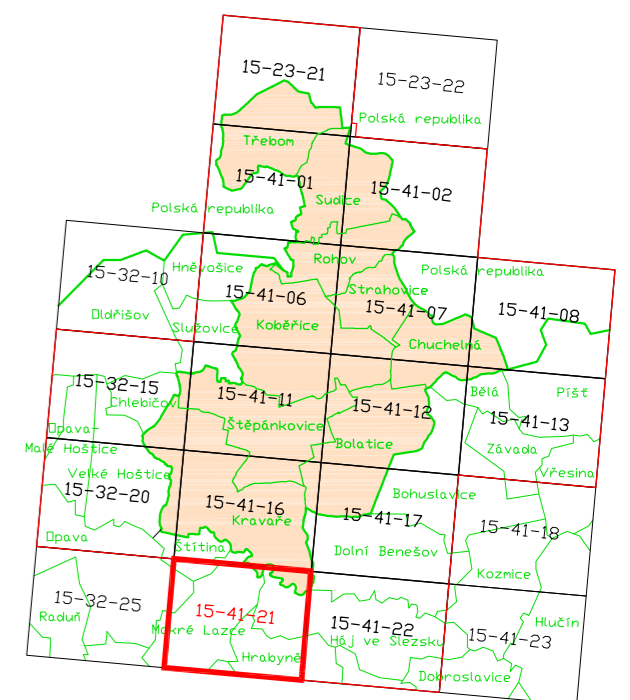 15-23-21
15-23-22
Polská republika
Třebom
15-41-01
15-41-02
Sudice
Polská republika
Rohov
Hněvošice
Polská republika
15-32-10
Strahovice
15-41-06
15-41-07
15-41-08
Oldřišov
Služovice
Kobeřice
Chuchelná
15-32-15
15-41-11
Bělá
Píšť
Chlebičov
15-41-12
15-41-13
Opava-
Štěpánkovice
Malé Hoštice
Bolatice
Závada
Velké Hoštice
Vřesina
15-32-20
Bohuslavice
15-41-16
Kravaře
15-41-17
15-41-18
Opava
Štítina
Dolní Benešov
Kozmice
15-32-25
15-41-21
Raduň
Mokré Lazce
15-41-22
Hlučín
Háj ve Slezsku
15-41-23
Hrabyně
Dobroslavice